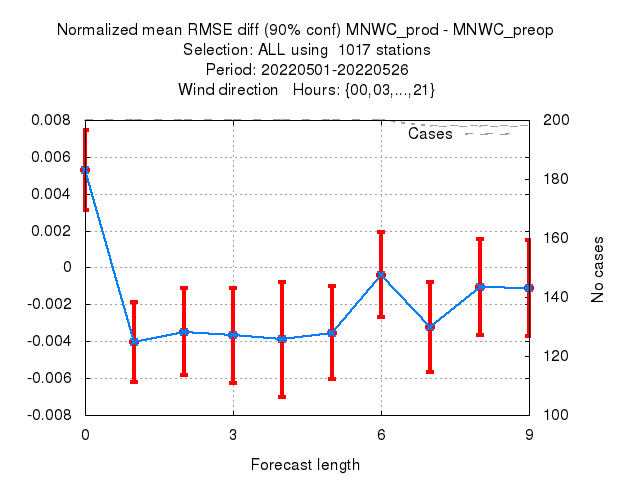 Normalized mean RMSE diff (90% conf) MNWC_prod - MNWC_preop
Selection: ALL using  1017 stations
Period: 20220501-20220526
Wind direction   Hours: {00,03,...,21}
0.008
0.006
0.004
0.002
0
-0.002
-0.004
-0.006
-0.008
200
180
160
140
120
100
Cases
No cases
0
3
6
9
Forecast length